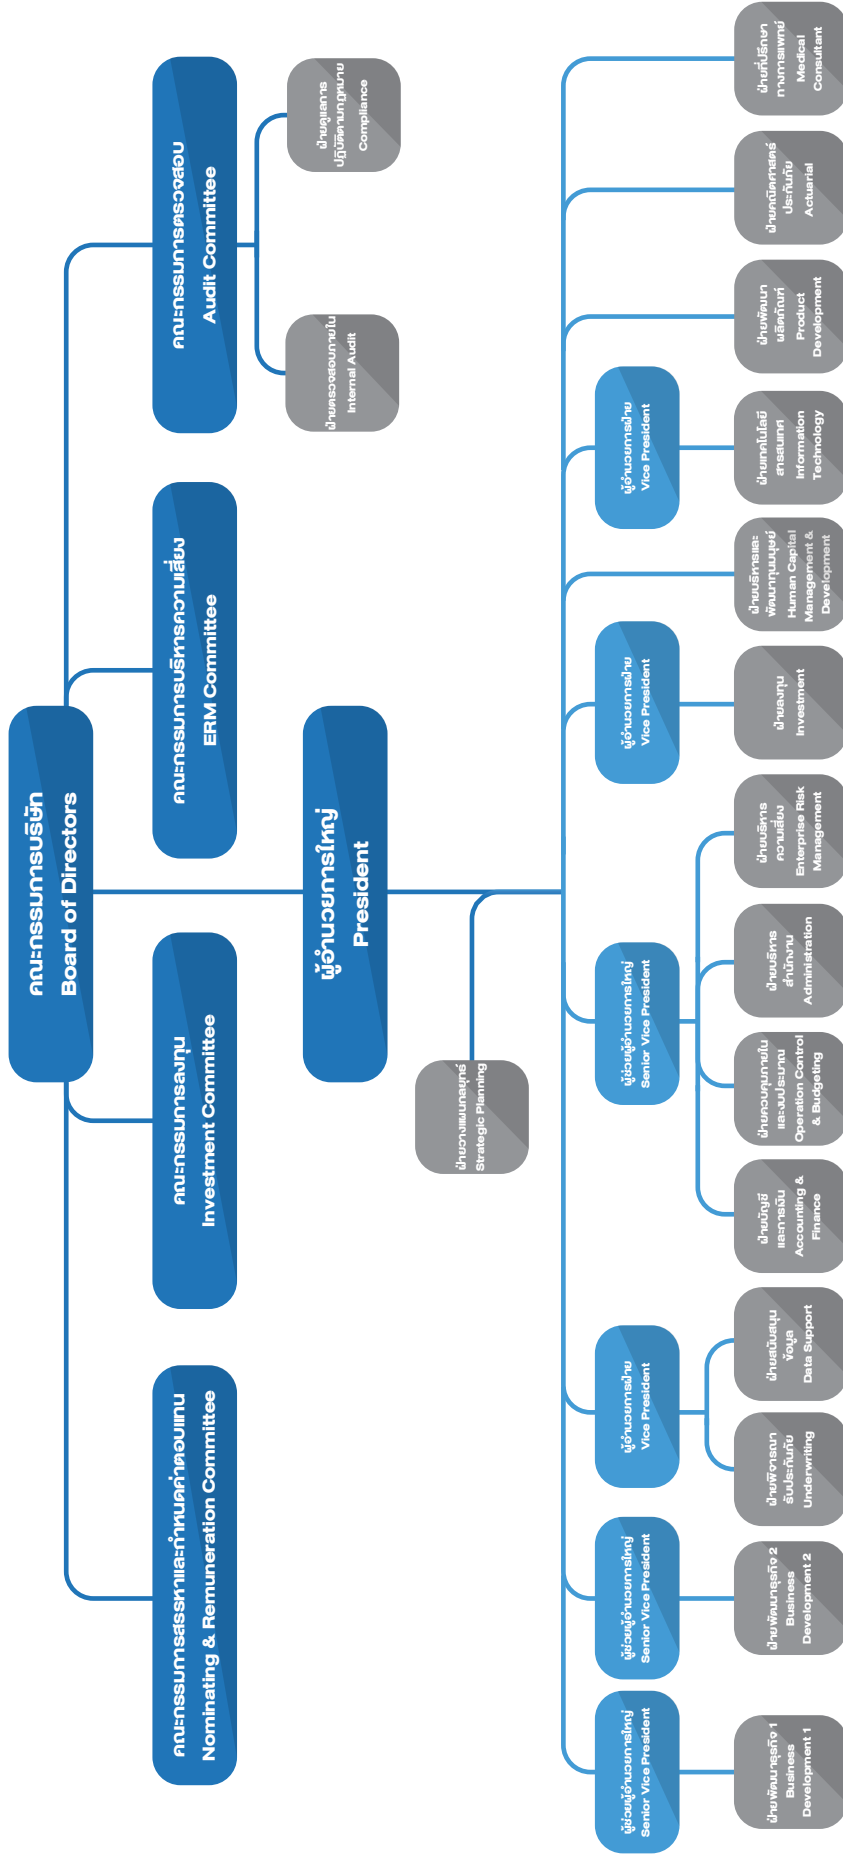 คณะกรรมการบริษัท
Board of Directors
คณะกรรมการสรรหาและกำหนดค่าตอบแทน
Nominating & Remuneration Committee
คณะกรรมการลงทุน
Investment Committee
คณะกรรมการบริหารความเสี่ยง
ERM Committee
คณะกรรมการตรวจสอบ
Audit Committee
ฝ่ายตรวจสอบภายใน
Internal Audit
ฝ่ายดูแลการ
ปฏิบัติตามกฎหมาย
Compliance
ผู้อำนวยการใหญ่
President
ฝ่ายวางแผนกลยุทธ์
Strategic Planning
ผู้ช่วยผู้อำนวยการใหญ่
Senior Vice President
ผู้ช่วยผู้อำนวยการใหญ่
Senior Vice President
ผู้อำนวยการฝ่าย
Vice President
ผู้ช่วยผู้อำนวยการใหญ่
Senior Vice President
ผู้อำนวยการฝ่าย
Vice President
ผู้อำนวยการฝ่าย
Vice President
ฝ่ายพัฒนาธุรกิจ 1
Business
Development 1
ฝ่ายพัฒนาธุรกิจ 2
Business
Development 2
ฝ่ายพิจารณา
รับประกันภัย
Underwriting
ฝ่ายสนับสนุน
ข้อมูล
Data Support
ฝ่ายบัญชี
และการเงิน
Accounting &
Finance
ฝ่ายควบคุมภายใน
และงบประมาณ
Operation Control
& Budgeting
ฝ่ายบริหาร
สำนักงาน
Administration
ฝ่ายบริหาร
ความเสี่ยง
Enterprise Risk
Management
ฝ่ายลงทุน
Investment
ฝ่ายบริหารและ
พัฒนาทุนมนุษย์
Human Capital
Management &
Development
ฝ่ายเทคโนโลยี
สารสนเทศ
Information
Technology
ฝ่ายพัฒนา
ผลิตภัณฑ์
Product
Development
ฝ่ายคณิตศาสตร์
ประกันภัย
Actuarial
ฝ่ายที่ปรึกษา
ทางการแพทย์
Medical
Consultant